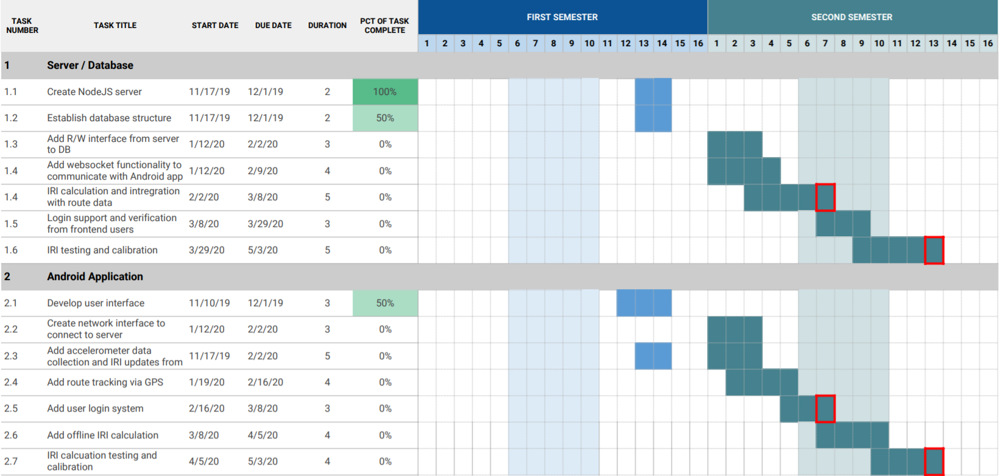 TASK NUMBER TASK TITLE START DATE DUE DATE DURATION PCT OF TASK COMPLETE FIRST SEMESTER SECOND SEMESTER
1 2 3 4 5 6 7 8 9 10 11 12 13 14 15 16 1 2 3 4 5 6 7 8 9 10 11 12 13 14 15 16
1 Server / Database
1.1 Create NodeJS server 11/17/19 12/1/19 2 100%
1.2 Establish database structure 11/17/19 12/1/19 2 50%
1.3 Add R/W interface from server
to DB 1/12/20 2/2/20 3 0%
1.4 Add websocket functionality to
communicate with Android app 1/12/20 2/9/20 4 0%
1.4 IRI calculation and intregration
with route data 2/2/20 3/8/20 5 0%
1.5 Login support and verification
from frontend users 3/8/20 3/29/20 3 0%
1.6 IRI testing and calibration 3/29/20 5/3/20 5 0%
2 Android Application
2.1 Develop user interface 11/10/19 12/1/19 3 50%
2.2 Create network interface to
connect to server 1/12/20 2/2/20 3 0%
2.3 Add accelerometer data
collection and IRI updates from 11/17/19 2/2/20 5 0%
2.4 Add route tracking via GPS 1/19/20 2/16/20 4 0%
2.5 Add user login system 2/16/20 3/8/20 3 0%
2.6 Add offline IRI calculation 3/8/20 4/5/20 4 0%
2.7 IRI calcuation testing and
calibration 4/5/20 5/3/20 4 0%